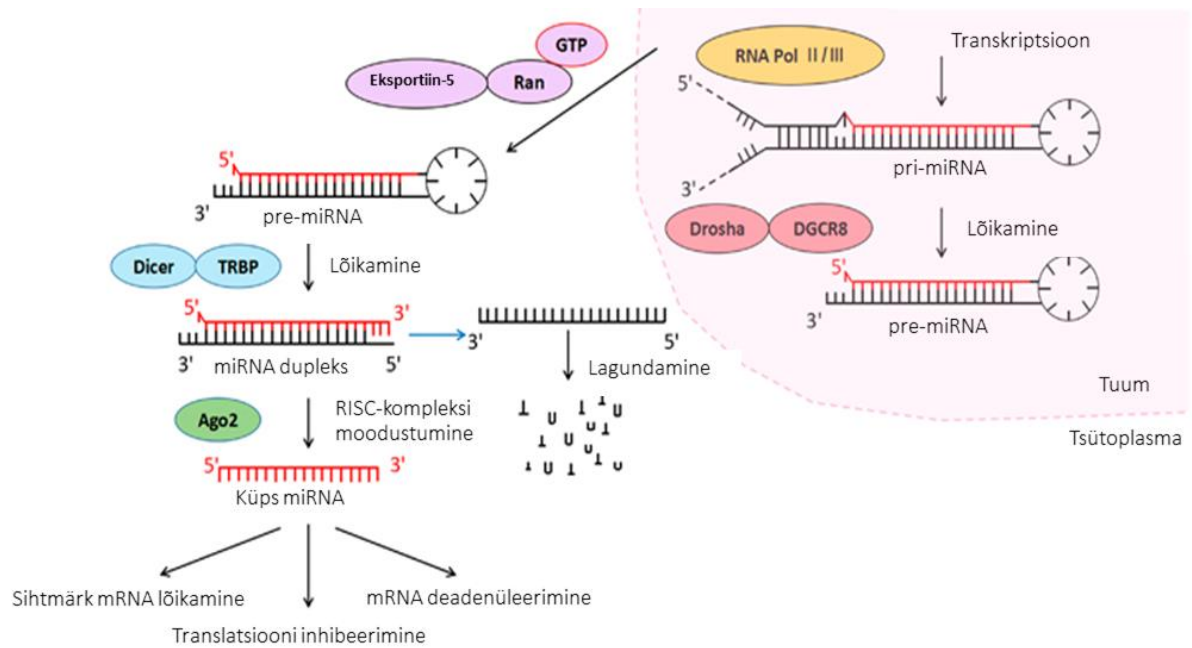 Transkriptsioon
RNA Pol II/III
5'
3'
pri-miRNA
Drosha
DGCR8
Lõikamine
5'
3'
pre-miRNA
Tuum
Tsütoplasma
GTP
Eksportiin-5
Ran
5'
3'
pre-miRNA
Dicer
TRBP
Lõikamine
5'
3'
3'
5'
miRNA dupleks
3'
5'
Lagundamine
Ago2
RISC-kompleksi
moodustumine
5'
3'
Küps miRNA
Sihtmärk mRNA lõikamine
mRNA deadenüleerimine
Translatsiooni inhibeerimine